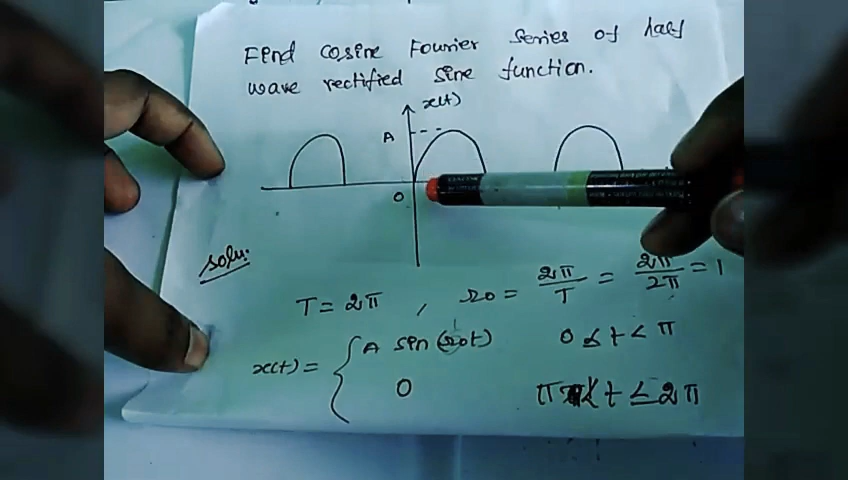 Find cosine Fourier series of half
wave rectified sine function.
x(t)
A
0
Solu.
T = 2π , Ω0 = 2π/T = 2π/2π = 1
x(t) = { A sin(Ω0t) 0 ≤ t < π
0 π < t ≤ 2π